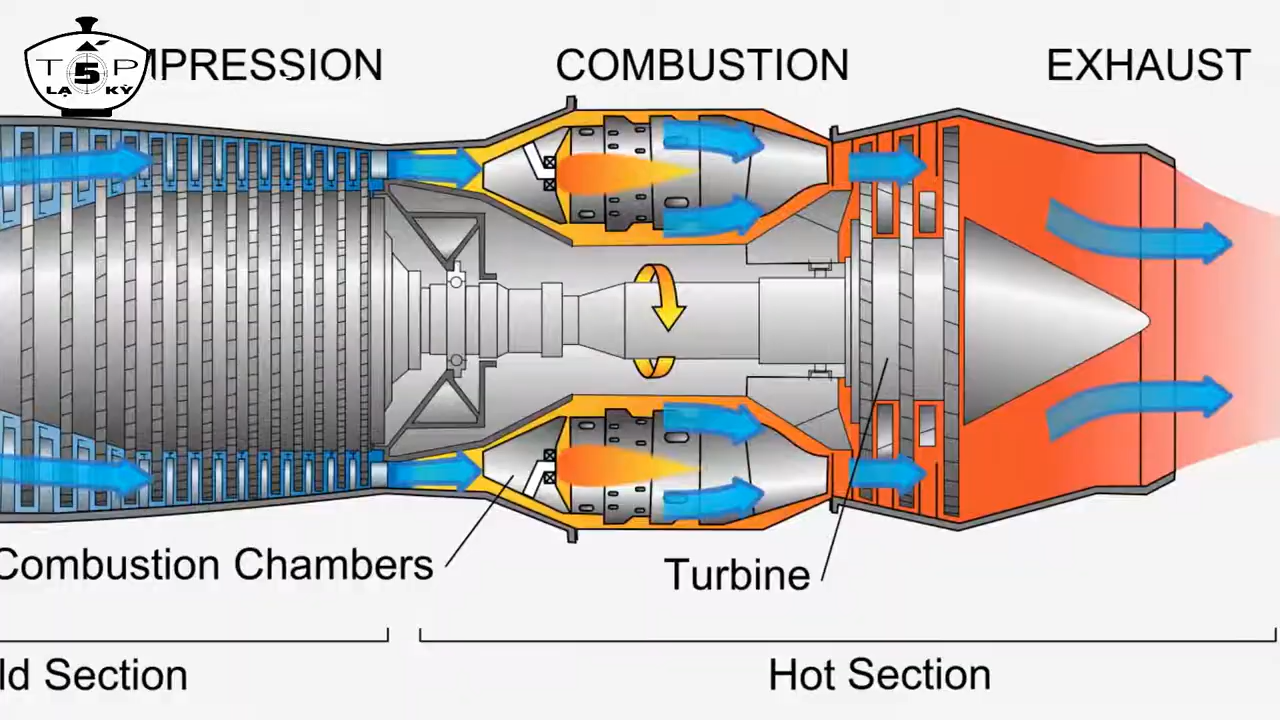 TOP
5
LẠ KỲ
MPRESSION
COMBUSTION
EXHAUST
Combustion Chambers
Turbine
ld Section
Hot Section